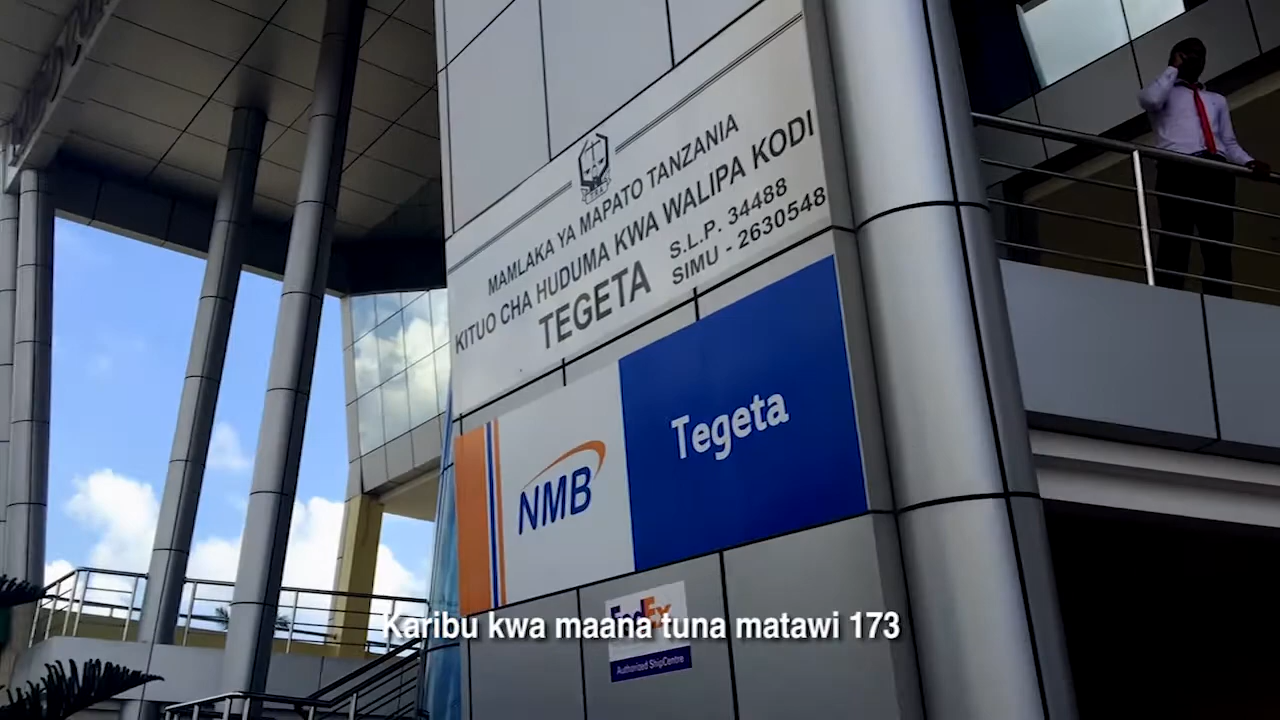 MAMLAKA YA MAPATO TANZANIA
KITUO CHA HUDUMA KWA WALIPA KODI
TEGETA
S.L.P. 34488
SIMU - 2630548
NMB
Tegeta
FedEx
Authorized ShipCentre
Karibu kwa maana tuna matawi 173